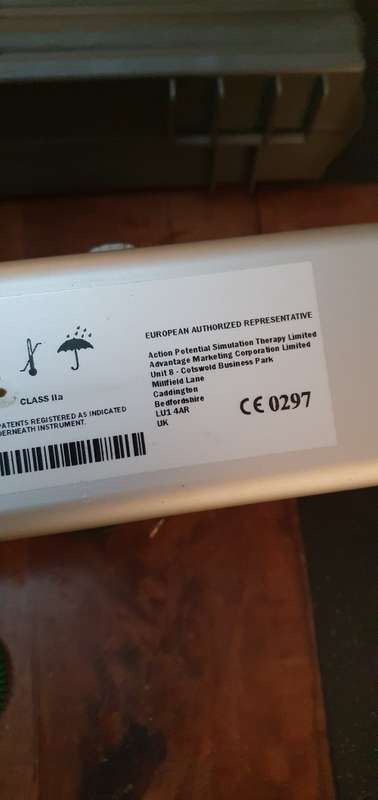 EUROPEAN AUTHORIZED REPRESENTATIVE
Action Potential Simulation Therapy Limited
Advantage Marketing Corporation Limited
Unit 8 - Cotswold Business Park
Millfield Lane
Caddington
Bedfordshire
LU1 4AR
UK
CE 0297
CLASS IIa
PATENTS REGISTERED AS INDICATED
INSTRUMENT.